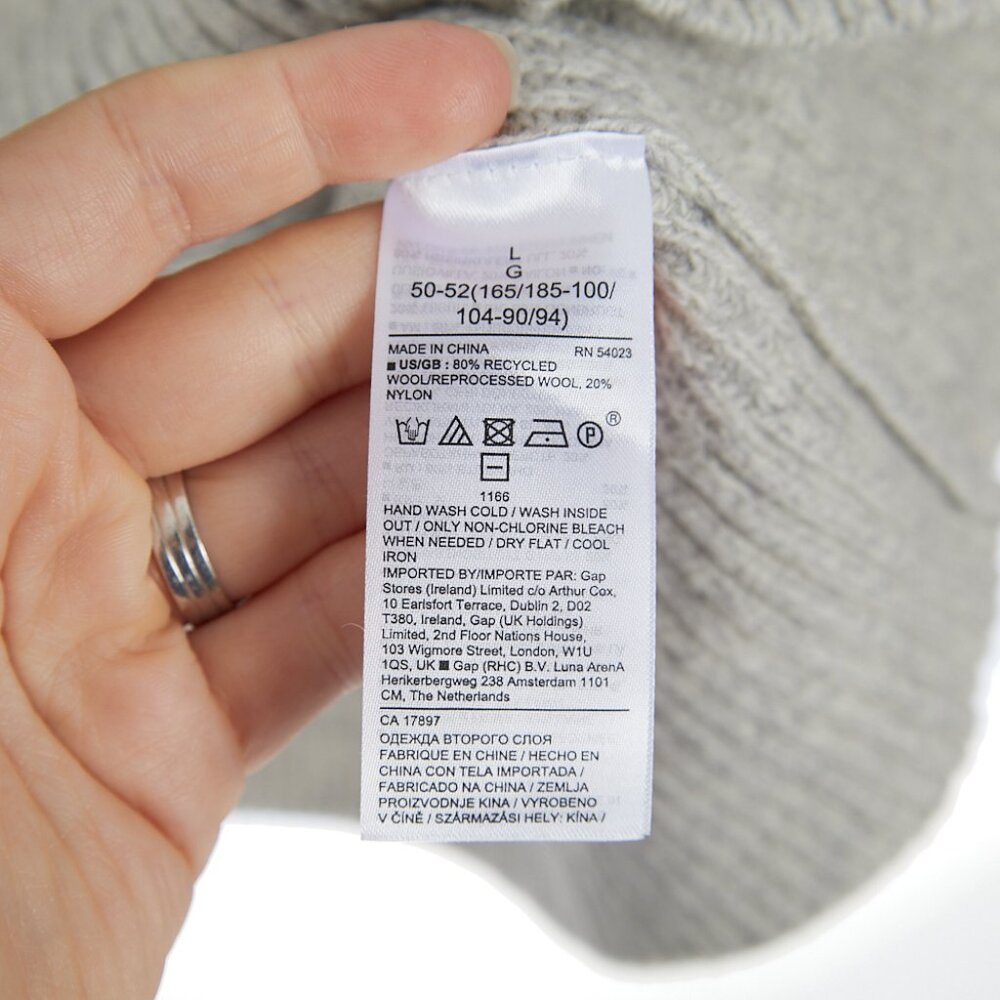 L
G
50-52(165/185-100/
104-90/94)
MADE IN CHINA RN 54023
■ US/GB : 80% RECYCLED
WOOL/REPROCESSED WOOL, 20%
NYLON
P ®
1166
HAND WASH COLD / WASH INSIDE
OUT / ONLY NON-CHLORINE BLEACH
WHEN NEEDED / DRY FLAT / COOL
IRON
IMPORTED BY/IMPORTE PAR: Gap
Stores (Ireland) Limited c/o Arthur Cox,
10 Earlsfort Terrace, Dublin 2, D02
T380, Ireland, Gap (UK Holdings)
Limited, 2nd Floor Nations House,
103 Wigmore Street, London, W1U
1QS, UK ■ Gap (RHC) B.V. Luna ArenA
Herikerbergweg 238 Amsterdam 1101
CM, The Netherlands
CA 17897
ОДЕЖДА ВТОРОГО СЛОЯ
FABRIQUE EN CHINE / HECHO EN
CHINA CON TELA IMPORTADA /
FABRICADO NA CHINA / ZEMLJA
PROIZVODNJE KINA / VYROBENO
V ČÍNĚ / SZÁRMAZÁSI HELY: KÍNA /